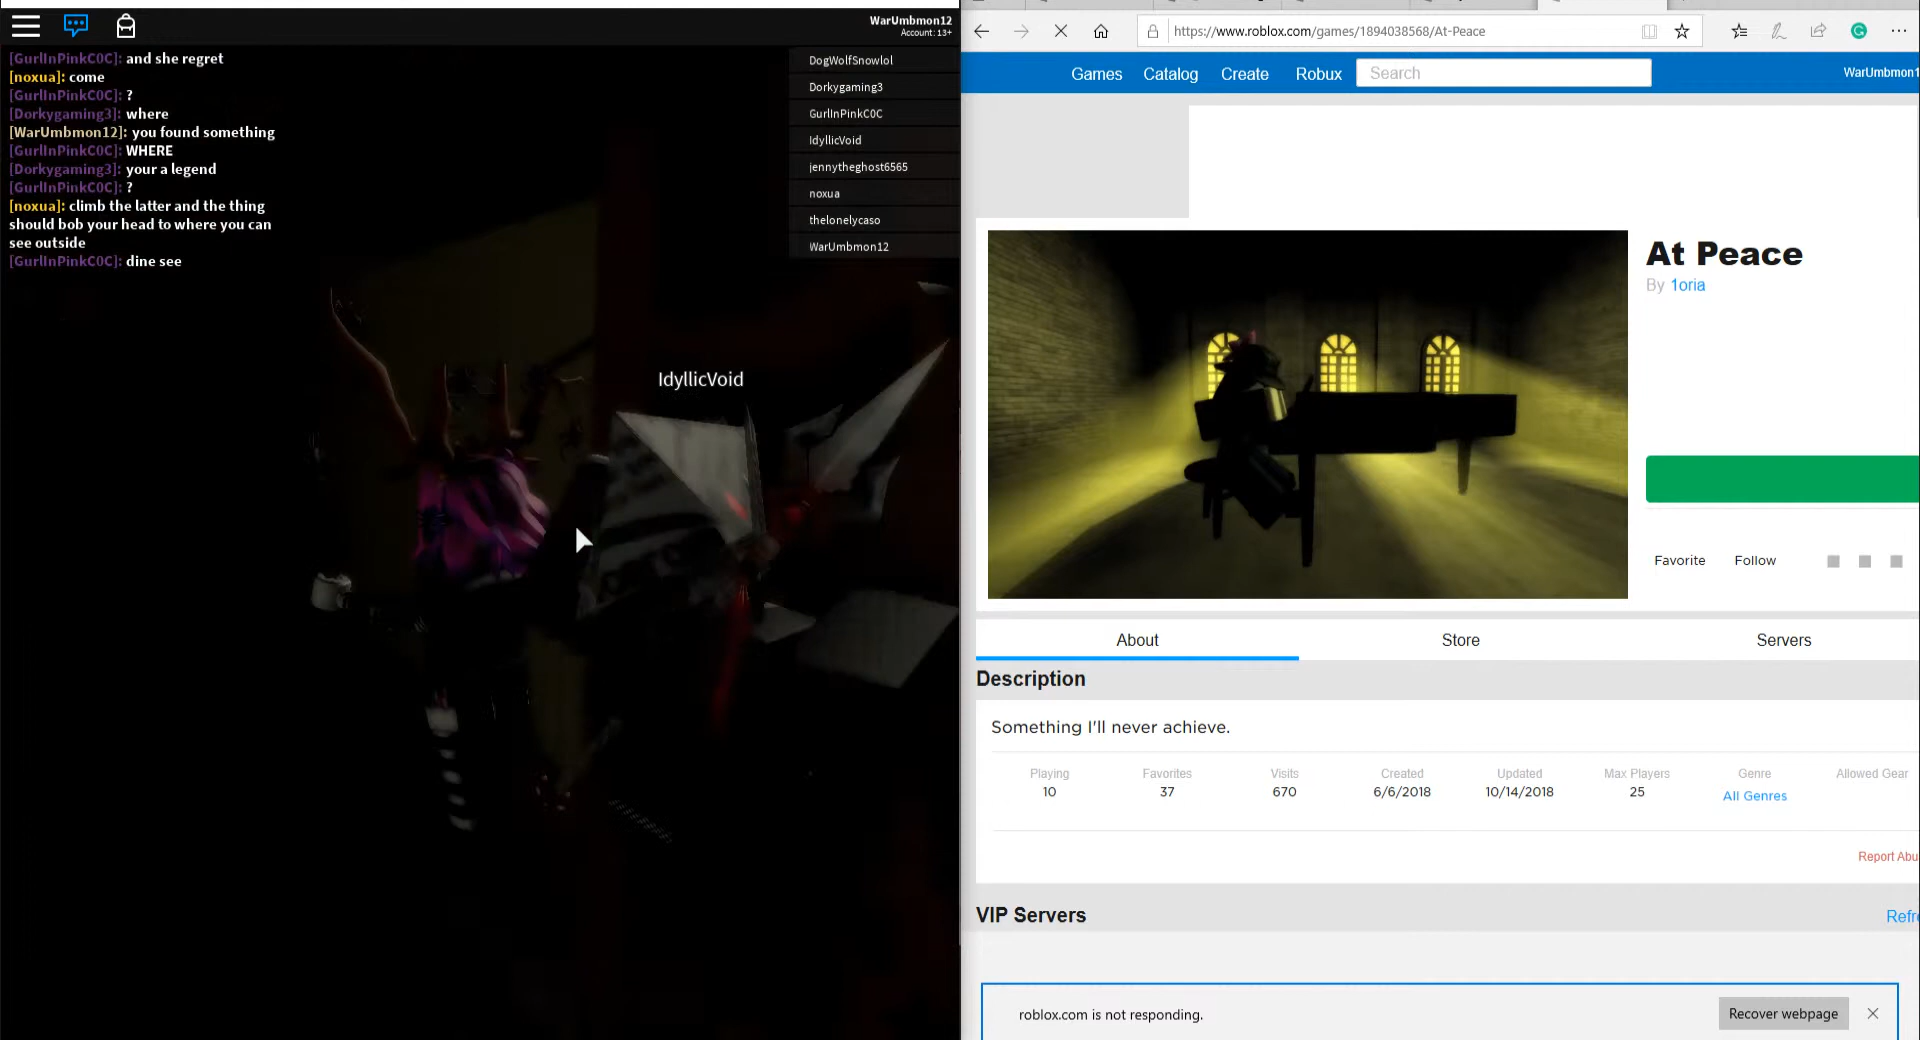 WarUmbmon12
Account: 13+
[GurlInPinkC0C]: and she regret
[noxua]: come
[GurlInPinkC0C]: ?
[Dorkygaming3]: where
[WarUmbmon12]: you found something
[GurlInPinkC0C]: WHERE
[Dorkygaming3]: your a legend
[GurlInPinkC0C]: ?
[noxua]: climb the latter and the thing
should bob your head to where you can
see outside
[GurlInPinkC0C]: dine see
DogWolfSnowlol
Dorkygaming3
GurlInPinkC0C
IdyllicVoid
jennytheghost6565
noxua
thelonelycaso
WarUmbmon12
IdyllicVoid
https://www.roblox.com/games/1894038568/At-Peace
Games Catalog Create Robux Search WarUmbmon1
At Peace
By 1oria
Favorite Follow
About Store Servers
Description
Something I'll never achieve.
Playing Favorites Visits Created Updated Max Players Genre Allowed Gear
10 37 670 6/6/2018 10/14/2018 25 All Genres
Report Abu
VIP Servers Refre
roblox.com is not responding. Recover webpage